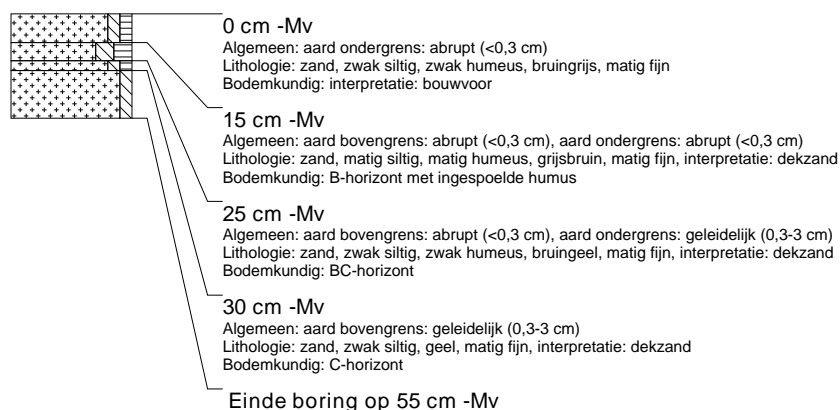 0 cm -Mv
Algemeen: aard ondergrens: abrupt (<0,3 cm)
Lithologie: zand, zwak siltig, zwak humeus, bruingrijs, matig fijn
Bodemkundig: interpretatie: bouwvoor
15 cm -Mv
Algemeen: aard bovengrens: abrupt (<0,3 cm), aard ondergrens: abrupt (<0,3 cm)
Lithologie: zand, matig siltig, matig humeus, grijsbruin, matig fijn, interpretatie: dekzand
Bodemkundig: B-horizont met ingespoelde humus
25 cm -Mv
Algemeen: aard bovengrens: abrupt (<0,3 cm), aard ondergrens: geleidelijk (0,3-3 cm)
Lithologie: zand, zwak siltig, zwak humeus, bruingeel, matig fijn, interpretatie: dekzand
Bodemkundig: BC-horizont
30 cm -Mv
Algemeen: aard bovengrens: geleidelijk (0,3-3 cm)
Lithologie: zand, zwak siltig, geel, matig fijn, interpretatie: dekzand
Bodemkundig: C-horizont
Einde boring op 55 cm -Mv